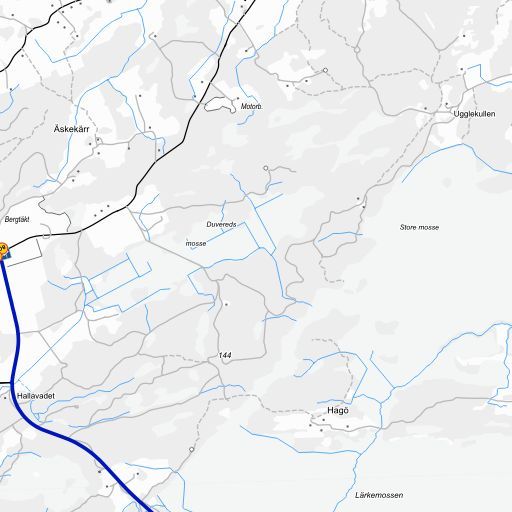 Motorb.
Ugglekullen
Äskekärr
Bergtäkt
Duvereds
mosse
Store mosse
144
Hallavadet
Hagö
Lärkemossen